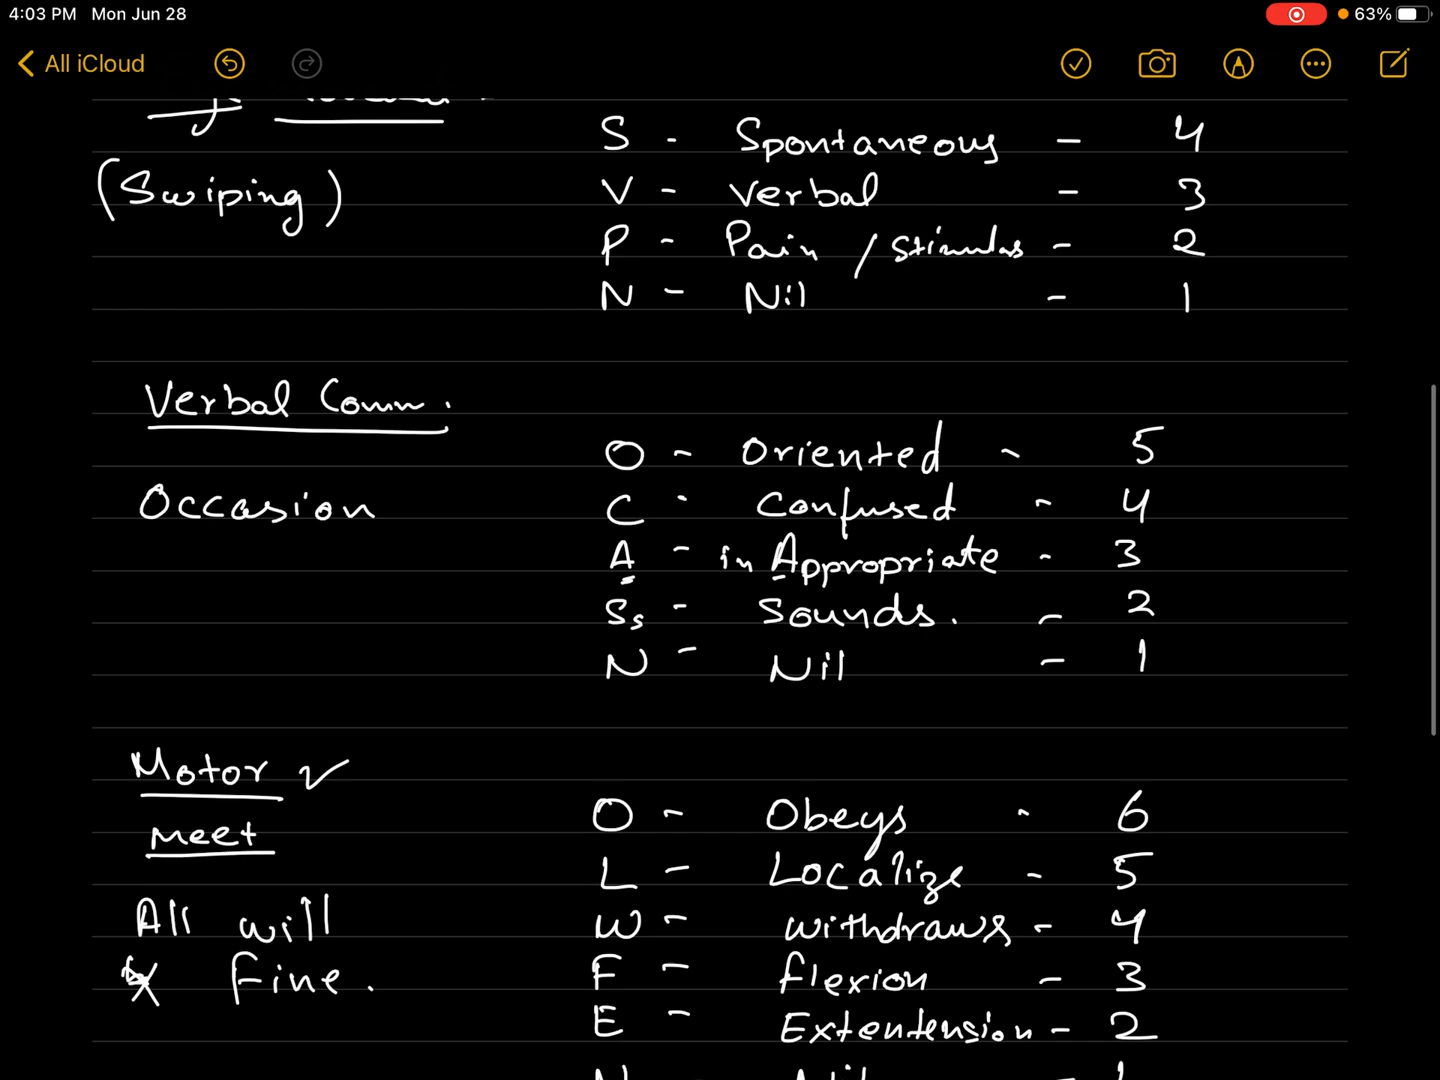 4:03 PM Mon Jun 28 63%
All iCloud
S - Spontaneous - 4
(Swiping) V - Verbal - 3
P - Pain / Stimulus - 2
N - Nil - 1
Verbal Comm.
O - Oriented - 5
Occasion C - Confused - 4
A - in Appropriate - 3
Ss - Sounds. - 2
N - Nil - 1
Motor ✓
meet O - Obeys - 6
L - Localize - 5
All will W - withdraws - 4
fine. F - flexion - 3
E - Extentension - 2
N - Nil - 1